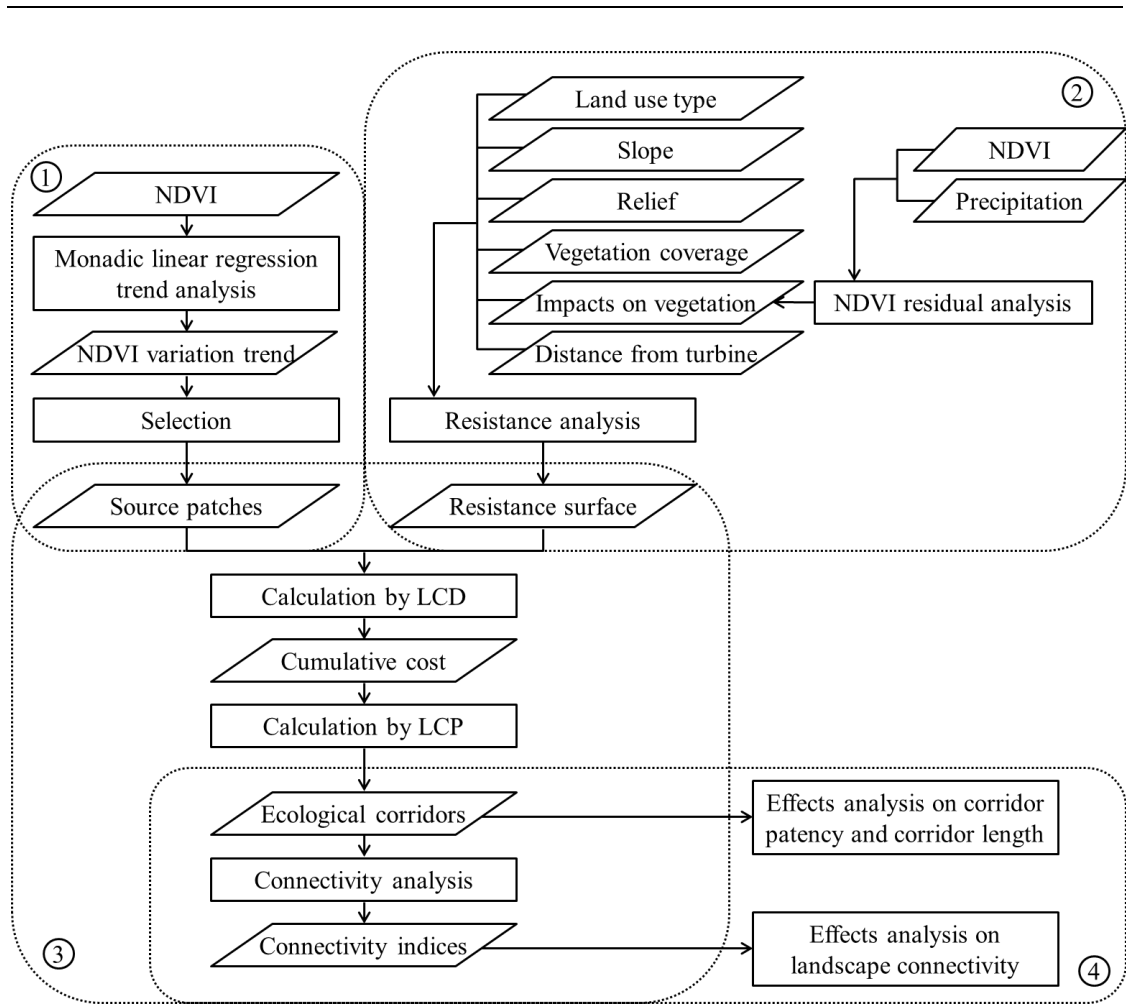 ①
NDVI
Monadic linear regression
trend analysis
NDVI variation trend
Selection
Source patches
②
Land use type
Slope
Relief
Vegetation coverage
Impacts on vegetation
Distance from turbine
NDVI
Precipitation
NDVI residual analysis
Resistance analysis
Resistance surface
Calculation by LCD
Cumulative cost
Calculation by LCP
Ecological corridors
Effects analysis on corridor
patency and corridor length
Connectivity analysis
Connectivity indices
Effects analysis on
landscape connectivity
③
④